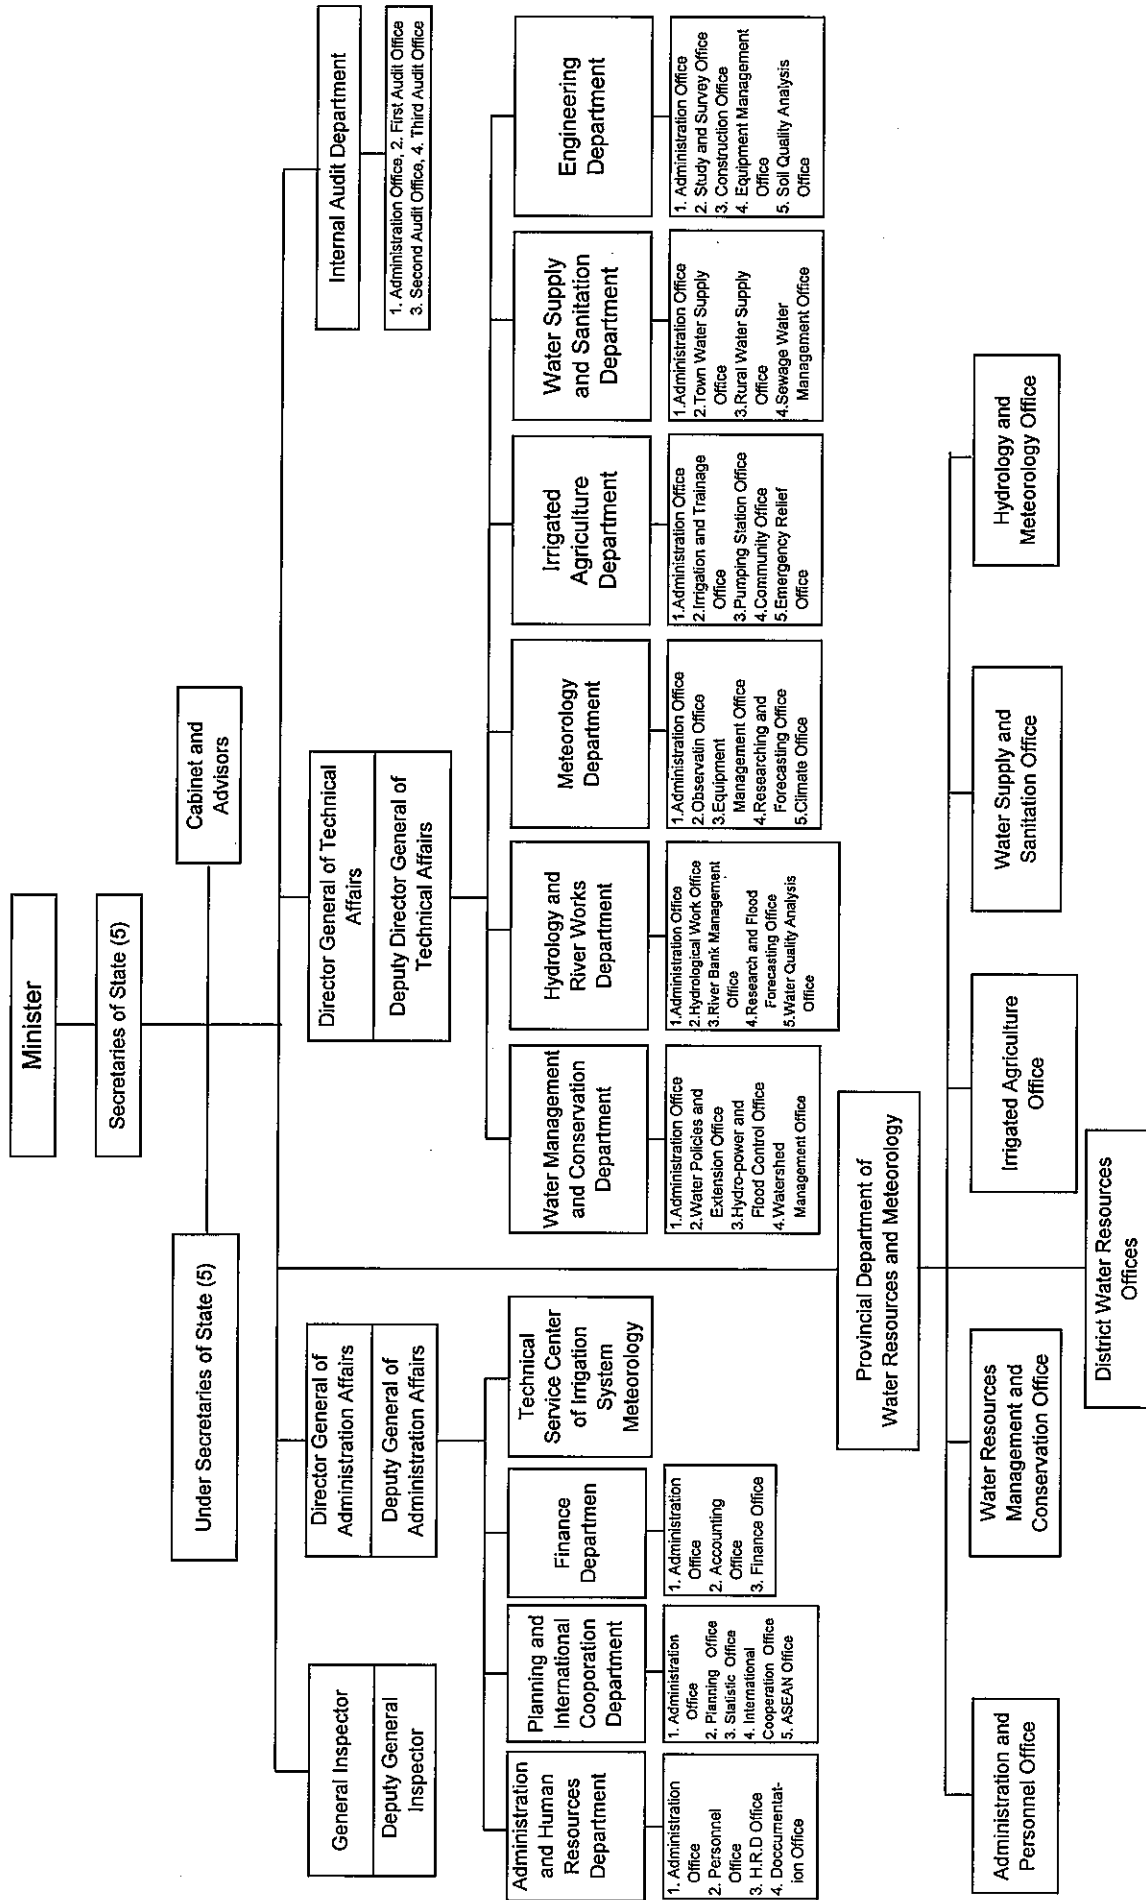 Minister
Secretaries of State (5)
Under Secretaries of State (5)
Cabinet and
Advisors
General Inspector
Deputy General
Inspector
Director General of
Administration Affairs
Deputy General of
Administration Affairs
Director General of Technical
Affairs
Deputy Director General of
Technical Affairs
Internal Audit Department
1. Administration Office, 2. First Audit Office
3. Second Audit Office, 4. Third Audit Office
Administration
and Human
Resources
Department
1. Administration
Office
2. Personnel
Office
3. H.R.D Office
4. Doccumentat-
ion Office
Planning and
International
Cooporation
Department
1. Administration
Office
2. Planning Office
3. Statistic Office
4. International
Cooperation Office
5. ASEAN Office
Finance
Departmen
1. Administration
Office
2. Accounting
Office
3. Finance Office
Technical
Service Center
of Irrigation
System
Meteorology
Water Management
and Conservation
Department
1.Administration Office
2.Water Policies and
Extension Office
3.Hydro-power and
Flood Control Office
4.Watershed
Management Office
Hydrology and
River Works
Department
1.Administration Office
2.Hydrological Work Office
3.River Bank Management
Office
4.Research and Flood
Forecasting Office
5.Water Quality Analysis
Office
Meteorology
Department
1.Administration Office
2.Observatin Office
3.Equipment
Management Office
4.Researching and
Forecasting Office
5.Climate Office
Irrigated
Agriculture
Department
1.Administration Office
2.Irrigation and Trainage
Office
3.Pumping Station Office
4.Community Office
5.Emergency Relief
Office
Water Supply
and Sanitation
Department
1.Administration Office
2.Town Water Supply
Office
3.Rural Water Supply
Office
4.Sewage Water
Management Office
Engineering
Department
1. Administration Office
2. Study and Survey Office
3. Construction Office
4. Equipment Management
Office
5. Soil Quality Analysis
Office
Provincial Department of
Water Resources and Meteorology
Administration and
Personnel Office
Water Resources
Management and
Conservation Office
Irrigated Agriculture
Office
Water Supply and
Sanitation Office
Hydrology and
Meteorology Office
District Water Resources
Offices